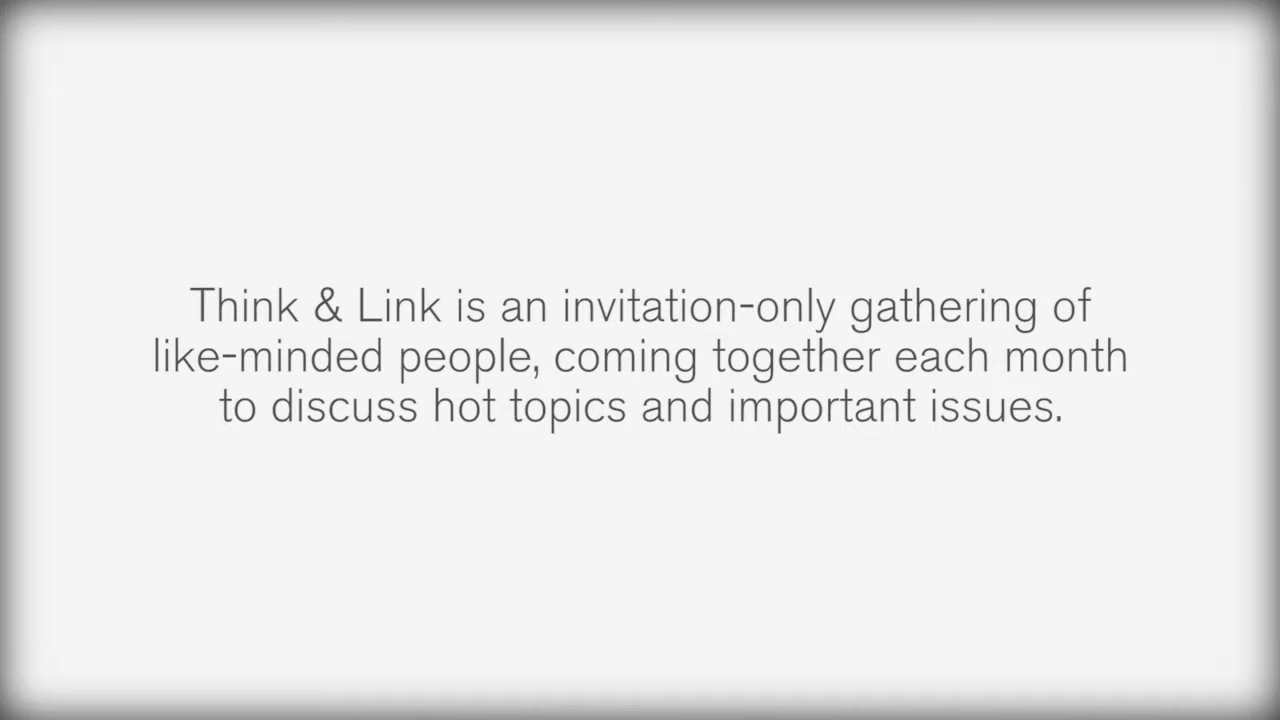 Think & Link is an invitation-only gathering of
like-minded people, coming together each month
to discuss hot topics and important issues.